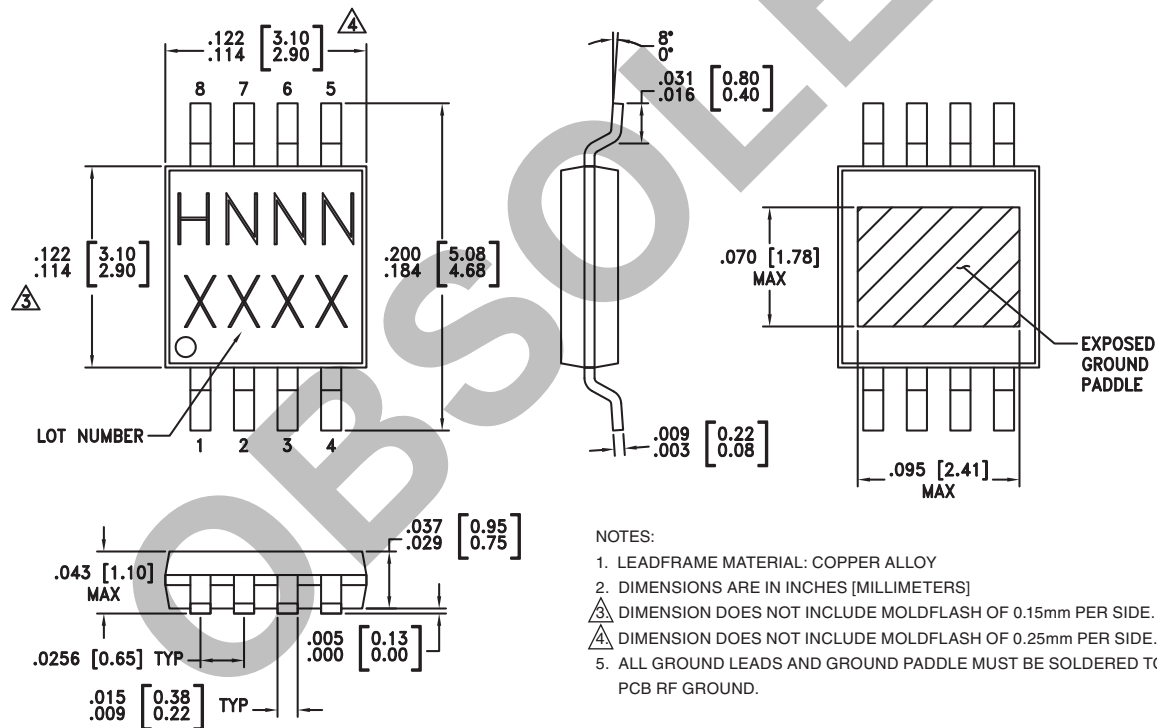 .122 [3.10]
.114 [2.90]
4
8 7 6 5
HNNN
XXXX
.122 [3.10]
.114 [2.90]
3
.200 [5.08]
.184 [4.68]
LOT NUMBER
1 2 3 4
8°
0°
.031 [0.80]
.016 [0.40]
.009 [0.22]
.003 [0.08]
.070 [1.78]
MAX
EXPOSED
GROUND
PADDLE
.095 [2.41]
MAX
.037 [0.95]
.029 [0.75]
.043 [1.10]
MAX
.005 [0.13]
.000 [0.00]
.0256 [0.65] TYP
.015 [0.38]
.009 [0.22]
TYP
NOTES:
1. LEADFRAME MATERIAL: COPPER ALLOY
2. DIMENSIONS ARE IN INCHES [MILLIMETERS]
3. DIMENSION DOES NOT INCLUDE MOLDFLASH OF 0.15mm PER SIDE.
4. DIMENSION DOES NOT INCLUDE MOLDFLASH OF 0.25mm PER SIDE.
5. ALL GROUND LEADS AND GROUND PADDLE MUST BE SOLDERED TO
PCB RF GROUND.
OBSOLE